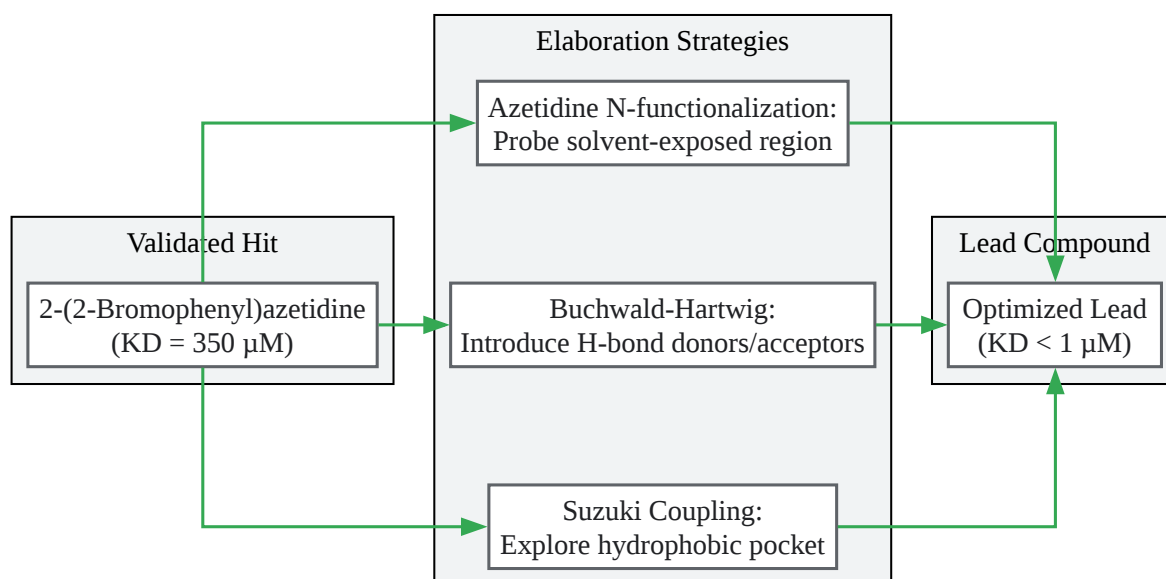 Elaboration Strategies
Azetidine N-functionalization:
Probe solvent-exposed region
Validated Hit
2-(2-Bromophenyl)azetidine
(KD = 350 µM)
Buchwald-Hartwig:
Introduce H-bond donors/acceptors
Lead Compound
Optimized Lead
(KD < 1 µM)
Suzuki Coupling:
Explore hydrophobic pocket